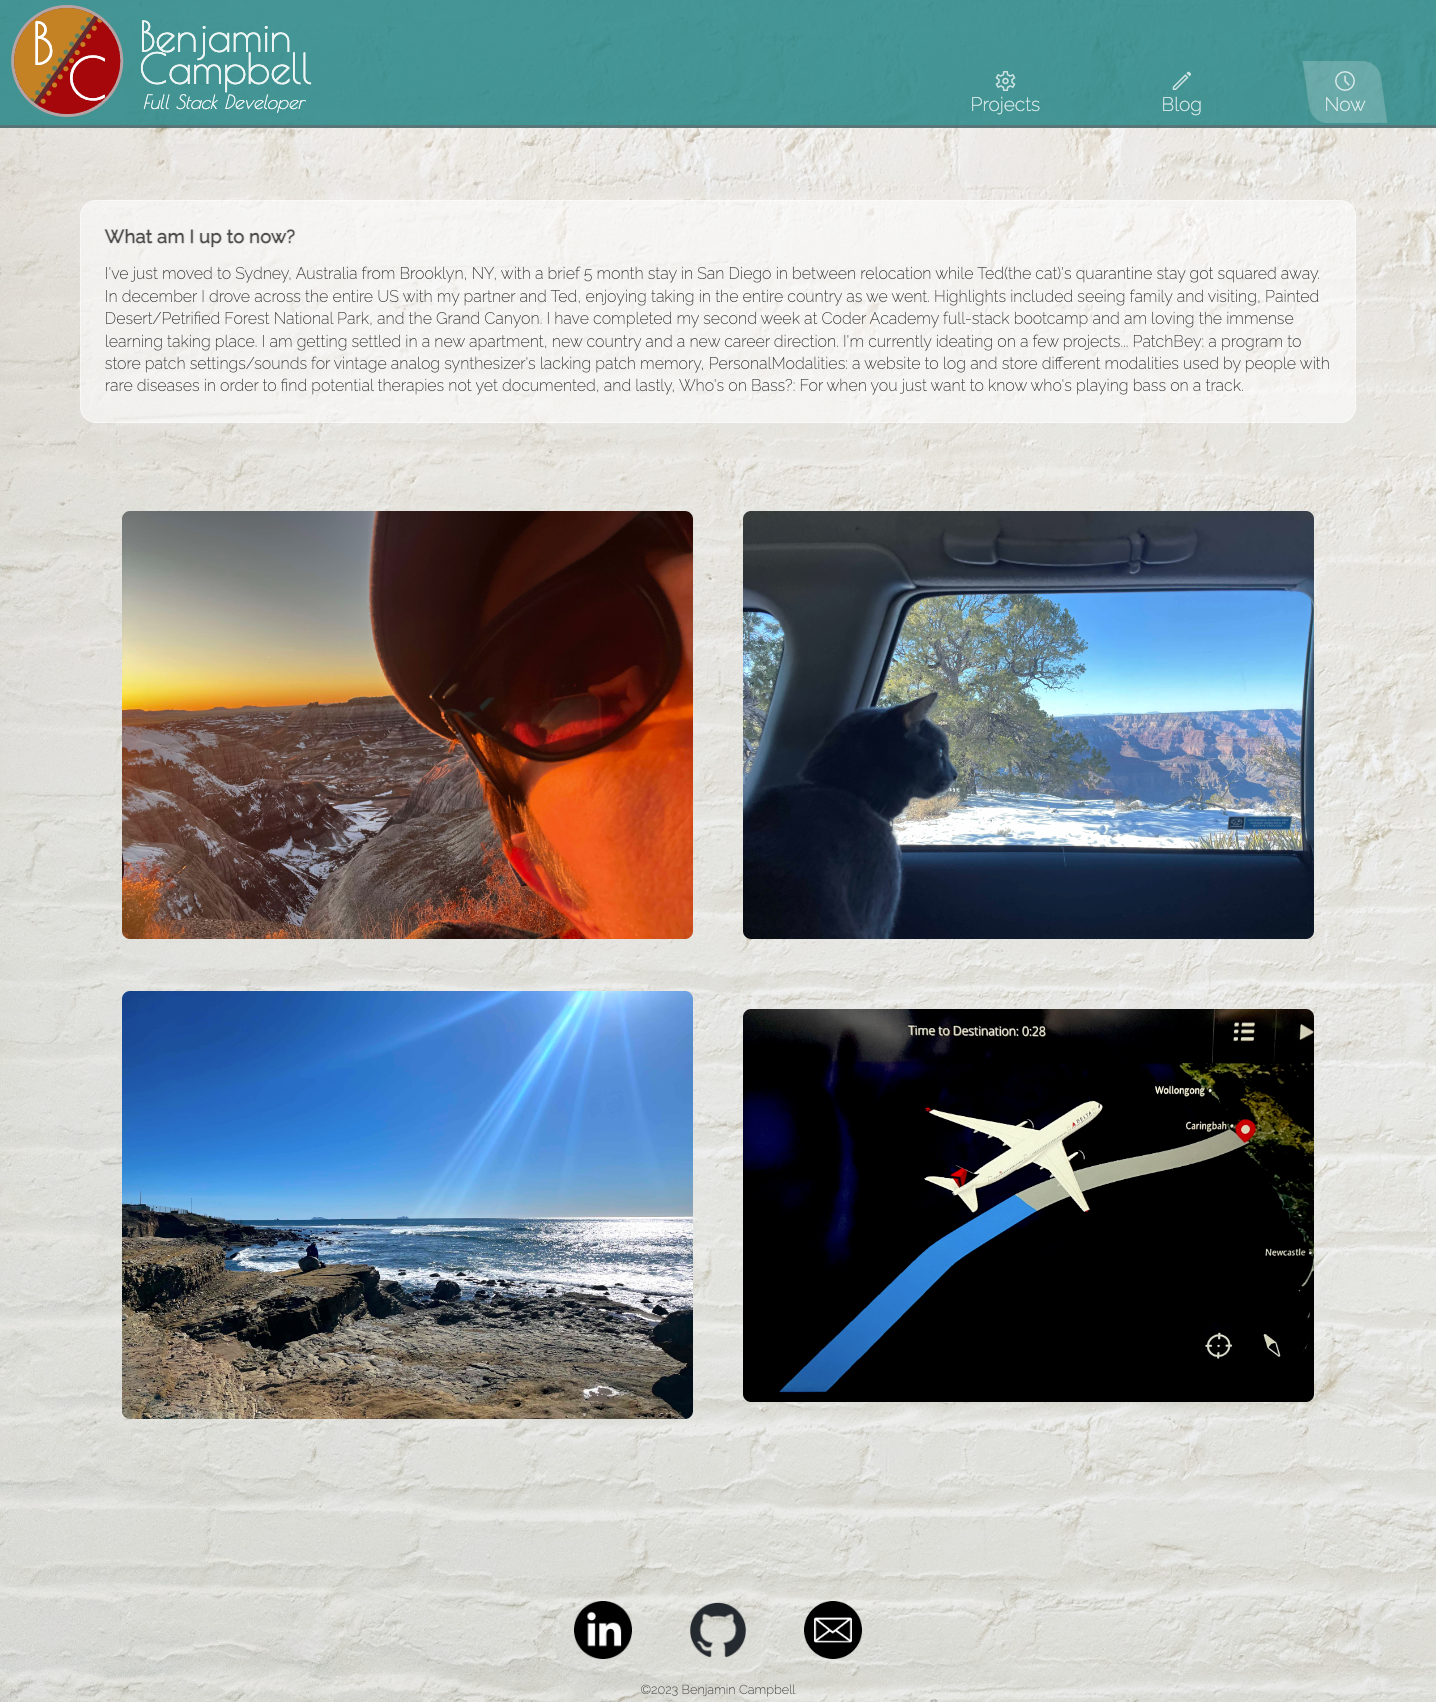 B
C
Benjamin
Campbell
Full Stack Developer
Projects
Blog
Now
What am I up to now?
I've just moved to Sydney, Australia from Brooklyn, NY, with a brief 5 month stay in San Diego in between relocation while Ted(the cat)'s quarantine stay got squared away.
In december I drove across the entire US with my partner and Ted, enjoying taking in the entire country as we went. Highlights included seeing family and visiting, Painted
Desert/Petrified Forest National Park, and the Grand Canyon. I have completed my second week at Coder Academy full-stack bootcamp and am loving the immense
learning taking place. I am getting settled in a new apartment, new country and a new career direction. I'm currently ideating on a few projects... PatchBey: a program to
store patch settings/sounds for vintage analog synthesizer's lacking patch memory, PersonalModalities: a website to log and store different modalities used by people with
rare diseases in order to find potential therapies not yet documented, and lastly, Who's on Bass?: For when you just want to know who's playing bass on a track.
Time to Destination: 0:28
Wollongong
Caringbah
DELTA
Newcastle
in
©2023 Benjamin Campbell